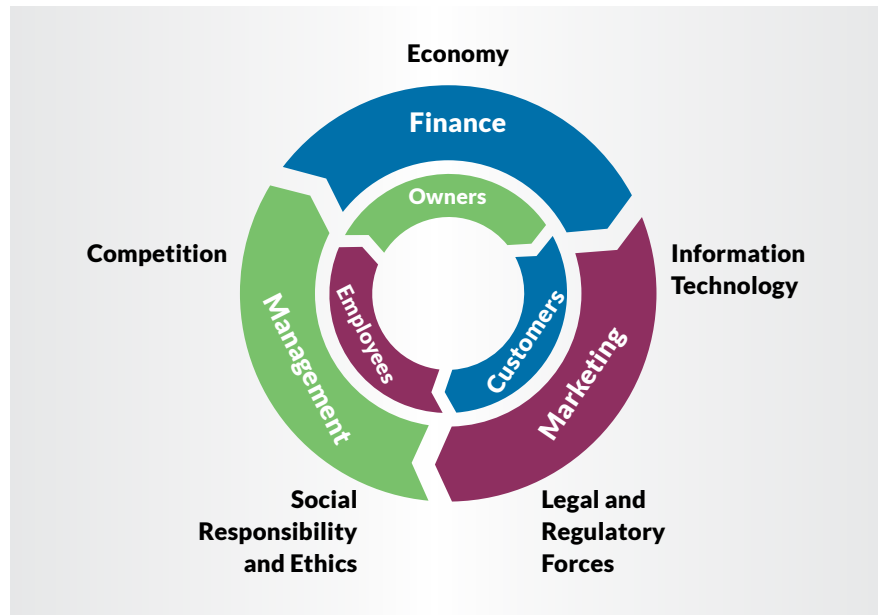 Economy
Finance
Owners
Competition
Information
Technology
Employees
Customers
Management
Marketing
Social
Responsibility
and Ethics
Legal and
Regulatory
Forces